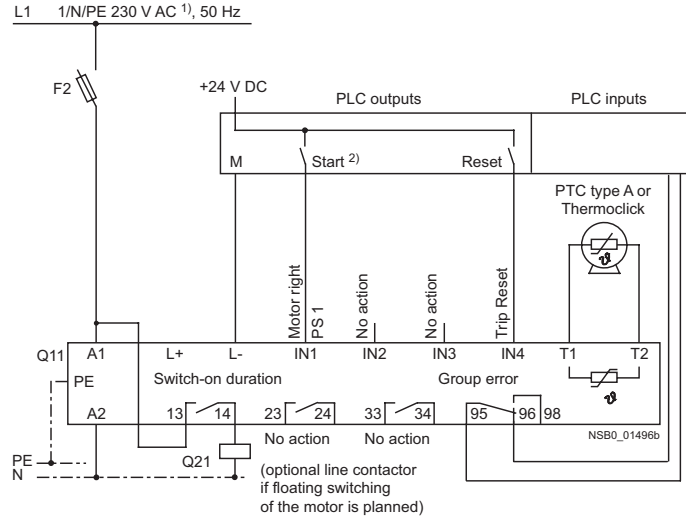 L1 1/N/PE 230 V AC 1), 50 Hz
F2
+24 V DC
PLC outputs
PLC inputs
M
Start 2)
Reset
PTC type A or
Thermoclick
ϑ
Motor right
PS 1
No action
No action
Trip Reset
Q11
A1 L+ L- IN1 IN2 IN3 IN4 T1 T2
PE
Switch-on duration
Group error
ϑ
A2 13 14 23 24 33 34 95 96 98
No action
No action
NSB0_01496b
PE
N
Q21
(optional line contactor
if floating switching
of the motor is planned)